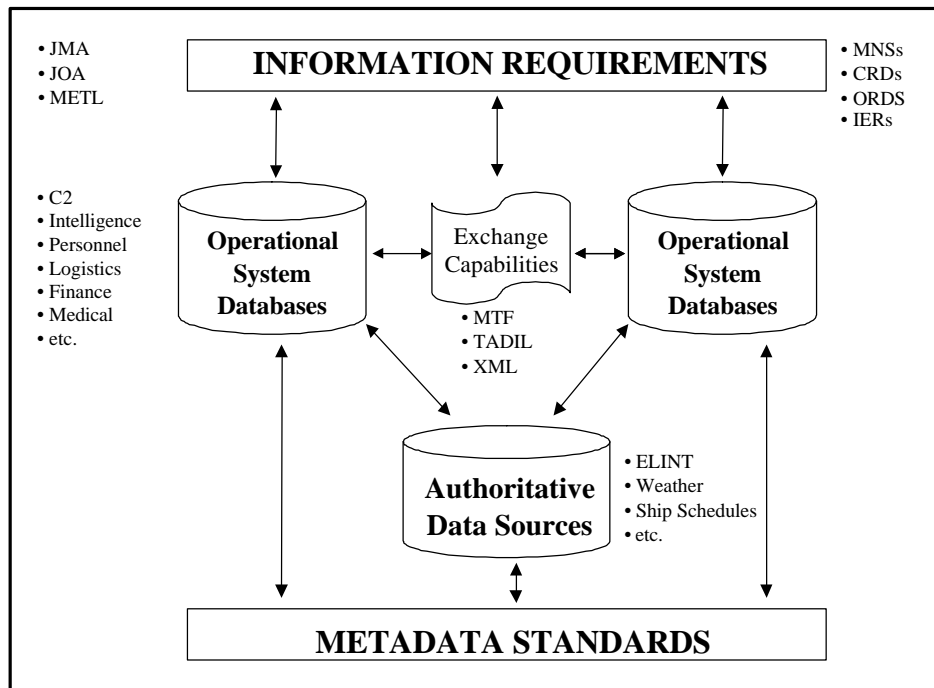 • JMA
• JOA
• METL
INFORMATION REQUIREMENTS
• MNSs
• CRDs
• ORDS
• IERs
• C2
• Intelligence
• Personnel
• Logistics
• Finance
• Medical
• etc.
Operational
System
Databases
Exchange
Capabilities
• MTF
• TADIL
• XML
Operational
System
Databases
Authoritative
Data Sources
• ELINT
• Weather
• Ship Schedules
• etc.
METADATA STANDARDS